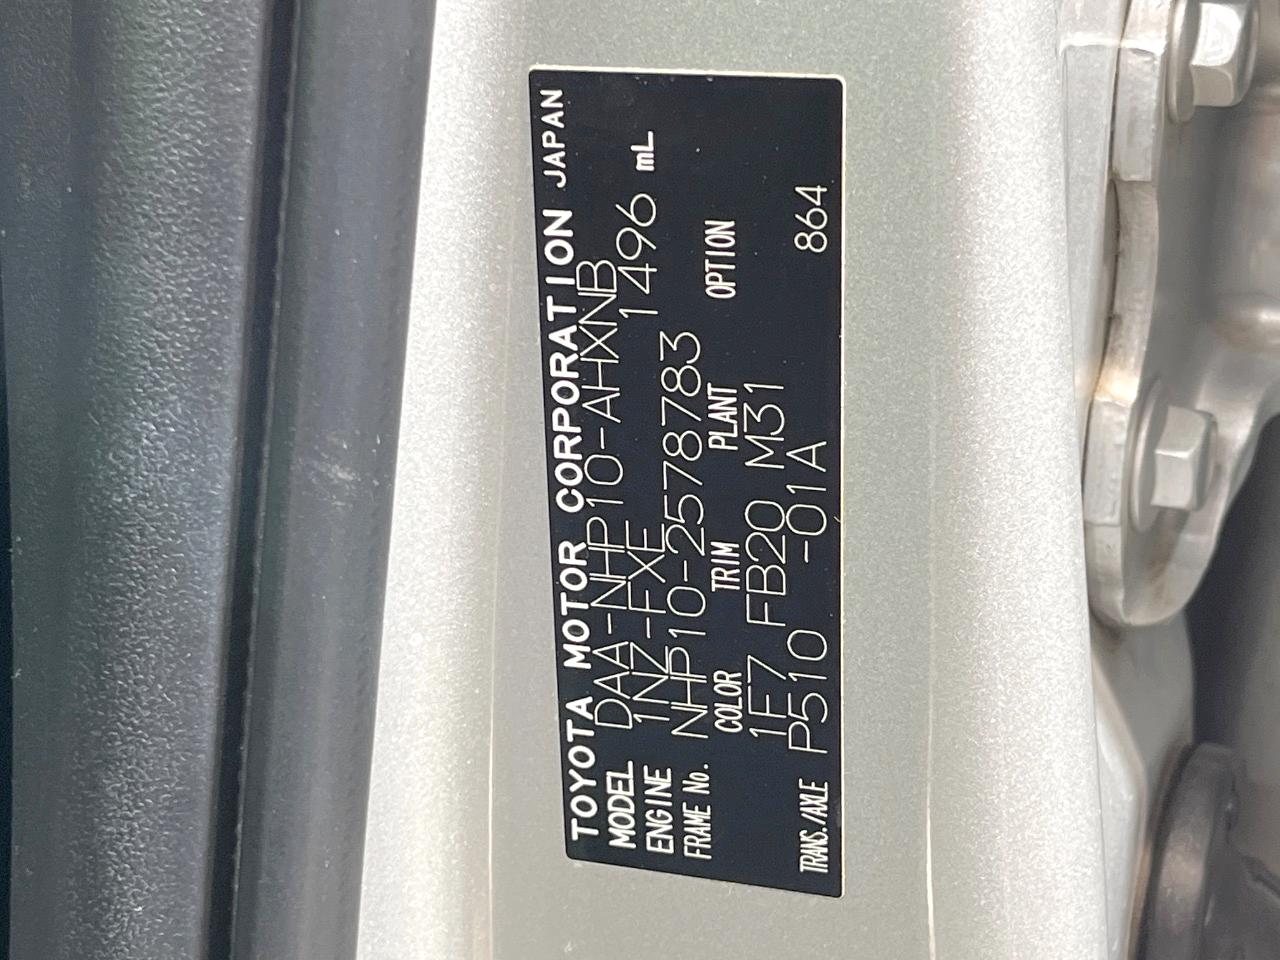 TOYOTA MOTOR CORPORATION JAPAN
MODEL DAA-NHP10-AHXNB
ENGINE 1NZ-FXE 1496 mL
FRAME No. NHP10-2578783
COLOR TRIM PLANT OPTION
1F7 FB20 M31
TRANS./AXLE P510 -01A 864